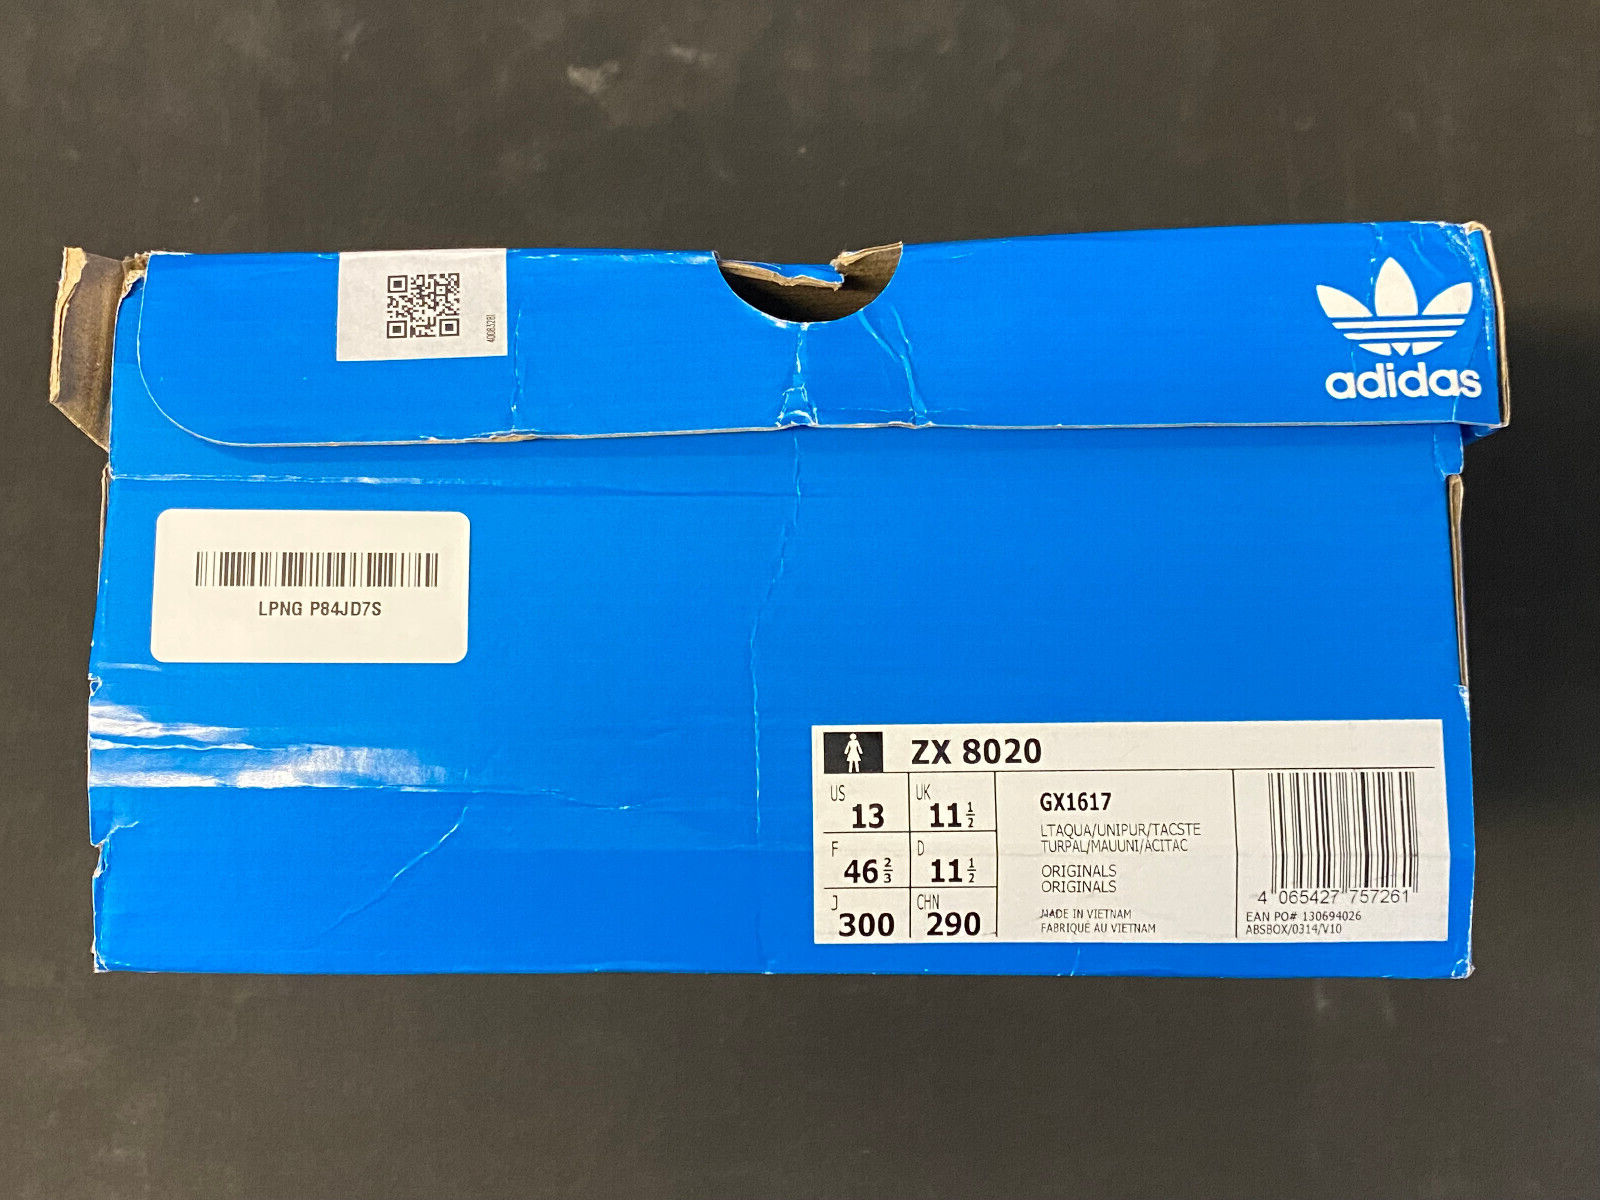 4008328I
adidas
LPNG P84JD7S
ZX 8020
US 13
UK 11 1/2
F 46 2/3
D 11 1/2
J 300
CHN 290
GX1617
LTAQUA/UNIPUR/TACSTE
TURPAL/MAUUNI/ACITAC
ORIGINALS
ORIGINALS
MADE IN VIETNAM
FABRIQUE AU VIETNAM
4 065427 757261
EAN PO# 130694026
ABSBOX/0314/V10